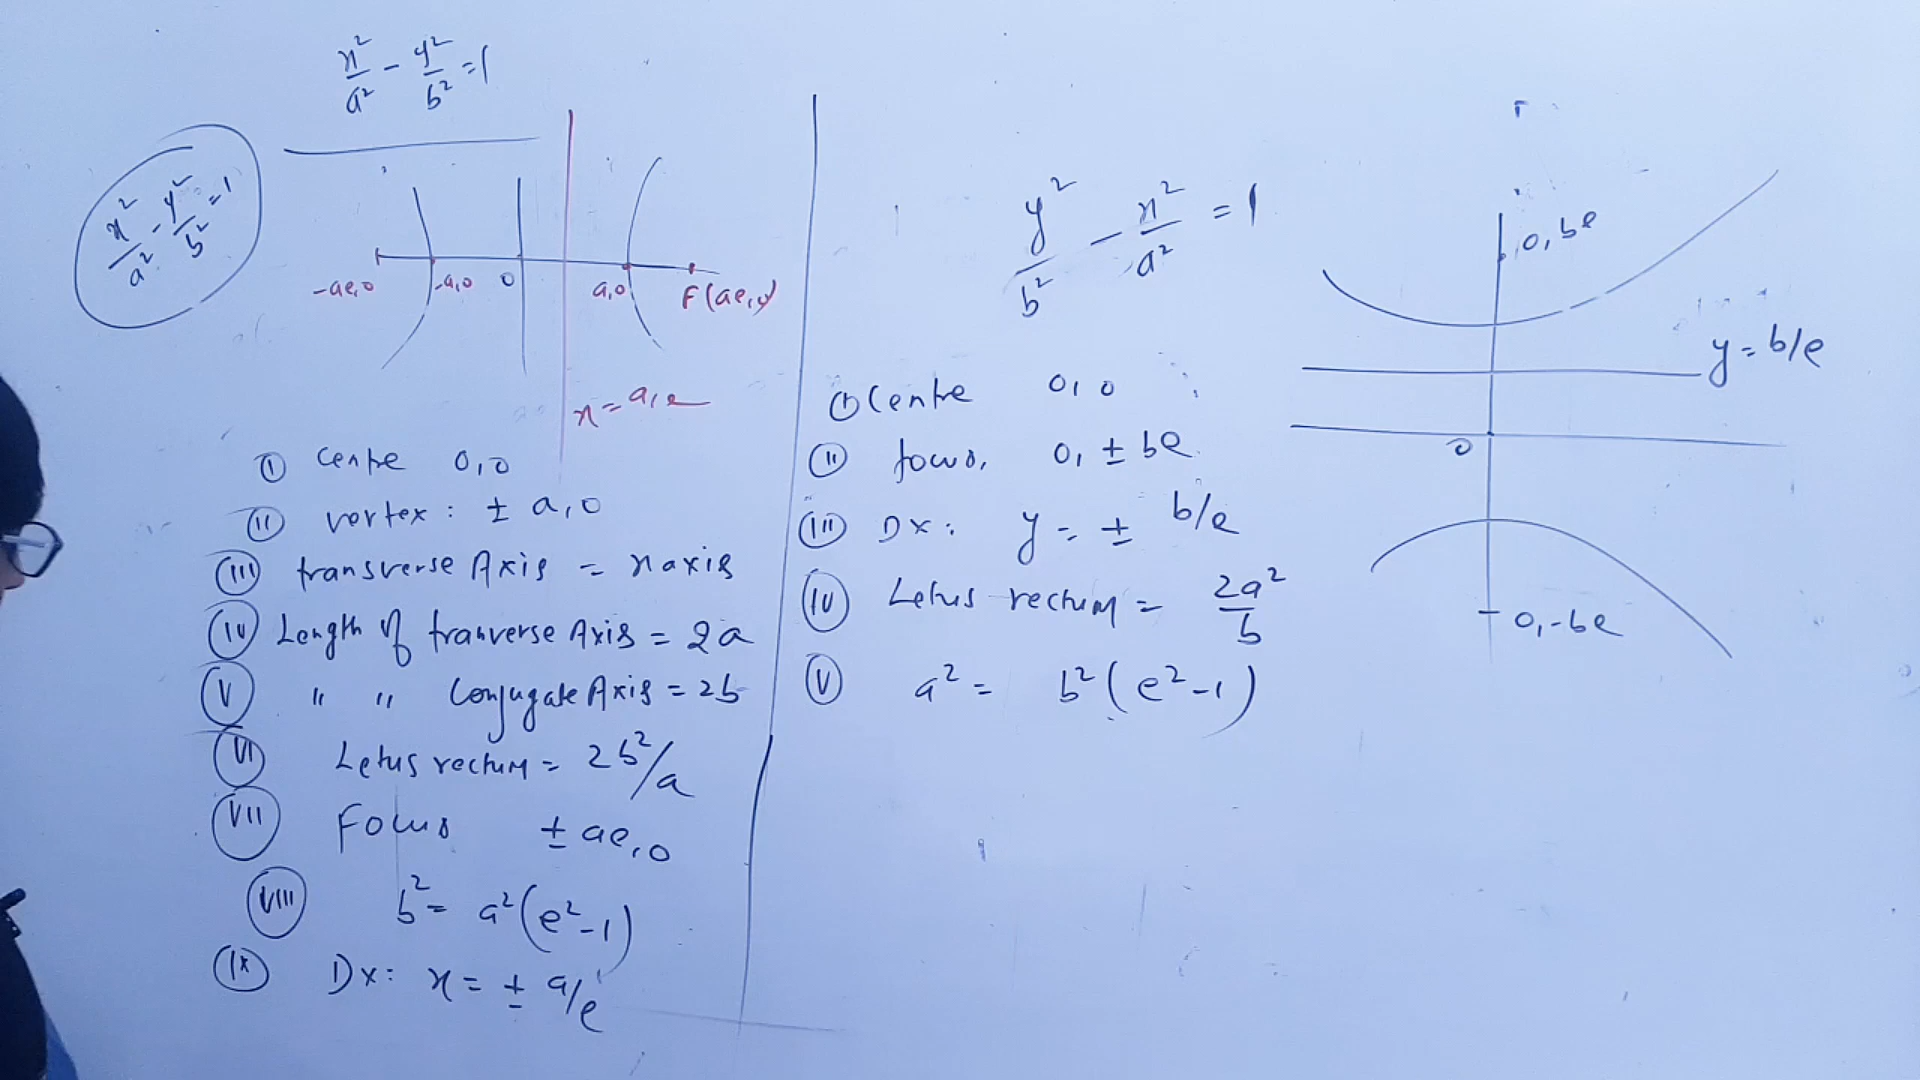 x²/a² - y²/b² = 1
x²/a² - y²/b² = 1
-ae,0 -a,0 0 a,0 F(ae,0)
x = a/e
(i) Centre 0,0
(ii) vertex: ± a,0
(iii) transverse Axis = x axis
(iv) Length of tranverse Axis = 2a
(v) " " Conjugate Axis = 2b
(vi) Letus rectum = 2b²/a
(vii) Focus ± ae,0
(viii) b² = a²(e²-1)
(ix) Dx: x = ± a/e
y²/b² - x²/a² = 1
(i) Centre 0,0
(ii) focus, 0, ± be
(iii) Dx: y = ± b/e
(iv) Letus rectum = 2a²/b
(v) a² = b²(e²-1)
0, be
y = b/e
0
0,-be